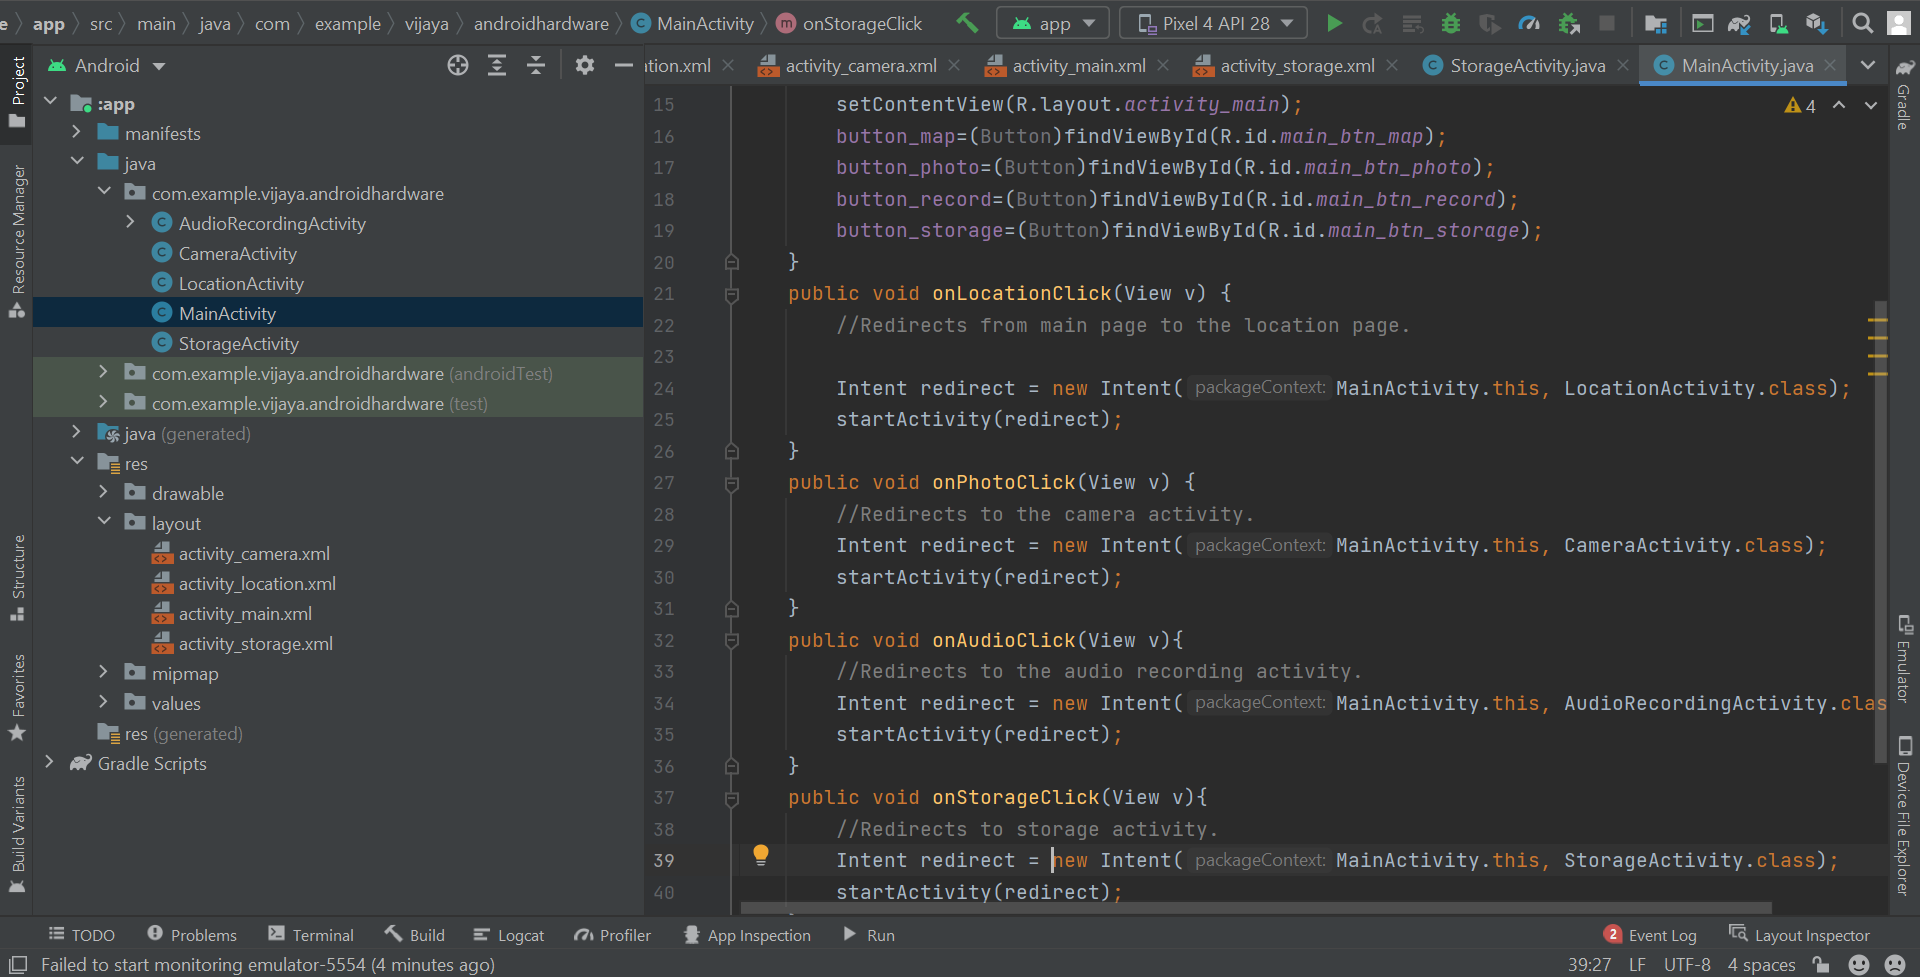 e app src main java com example vijaya androidhardware MainActivity onStorageClick app Pixel 4 API 28
Project
Android
ation.xml activity_camera.xml activity_main.xml activity_storage.xml StorageActivity.java MainActivity.java
:app
manifests
java
com.example.vijaya.androidhardware
AudioRecordingActivity
CameraActivity
LocationActivity
MainActivity
StorageActivity
com.example.vijaya.androidhardware (androidTest)
com.example.vijaya.androidhardware (test)
java (generated)
res
drawable
layout
activity_camera.xml
activity_location.xml
activity_main.xml
activity_storage.xml
mipmap
values
res (generated)
Gradle Scripts
Resource Manager
Structure
Favorites
Build Variants
4
15 setContentView(R.layout.activity_main);
16 button_map=(Button)findViewById(R.id.main_btn_map);
17 button_photo=(Button)findViewById(R.id.main_btn_photo);
18 button_record=(Button)findViewById(R.id.main_btn_record);
19 button_storage=(Button)findViewById(R.id.main_btn_storage);
20 }
21 public void onLocationClick(View v) {
22 //Redirects from main page to the location page.
23
24 Intent redirect = new Intent( packageContext: MainActivity.this, LocationActivity.class);
25 startActivity(redirect);
26 }
27 public void onPhotoClick(View v) {
28 //Redirects to the camera activity.
29 Intent redirect = new Intent( packageContext: MainActivity.this, CameraActivity.class);
30 startActivity(redirect);
31 }
32 public void onAudioClick(View v){
33 //Redirects to the audio recording activity.
34 Intent redirect = new Intent( packageContext: MainActivity.this, AudioRecordingActivity.clas
35 startActivity(redirect);
36 }
37 public void onStorageClick(View v){
38 //Redirects to storage activity.
39 Intent redirect = new Intent( packageContext: MainActivity.this, StorageActivity.class);
40 startActivity(redirect);
Gradle
Emulator
Device File Explorer
TODO Problems Terminal Build Logcat Profiler App Inspection Run 2 Event Log Layout Inspector
Failed to start monitoring emulator-5554 (4 minutes ago) 39:27 LF UTF-8 4 spaces